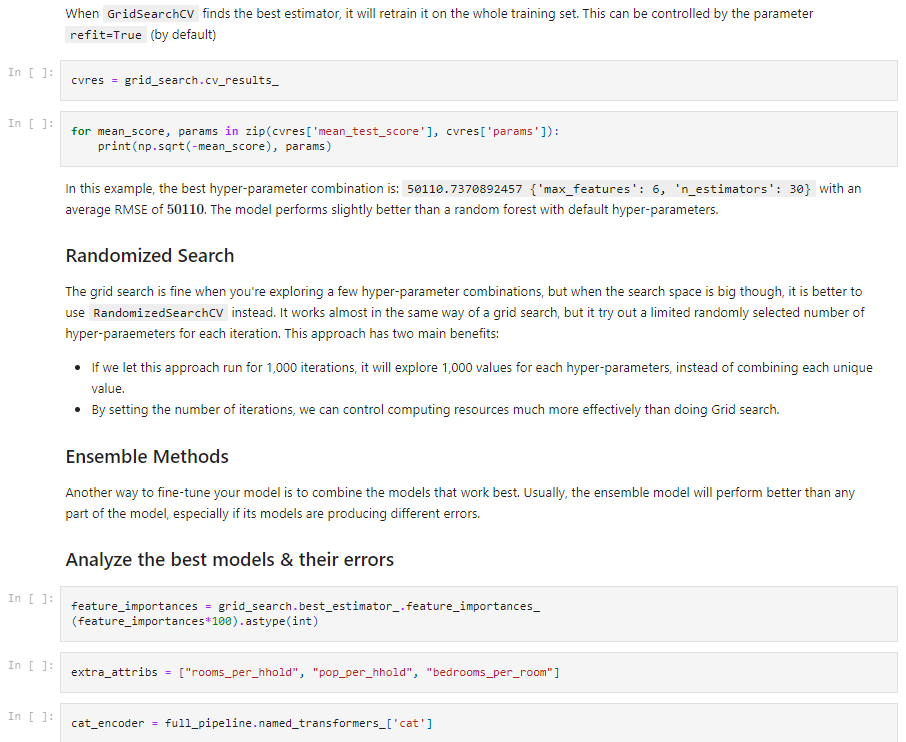 When GridSearchCV finds the best estimator, it will retrain it on the whole training set. This can be controlled by the parameter
refit=True (by default)
In [ ]:
cvres = grid_search.cv_results_
In [ ]:
for mean_score, params in zip(cvres['mean_test_score'], cvres['params']):
    print(np.sqrt(-mean_score), params)
In this example, the best hyper-parameter combination is: 50110.7370892457 {'max_features': 6, 'n_estimators': 30} with an
average RMSE of 50110. The model performs slightly better than a random forest with default hyper-parameters.
Randomized Search
The grid search is fine when you're exploring a few hyper-parameter combinations, but when the search space is big though, it is better to
use RandomizedSearchCV instead. It works almost in the same way of a grid search, but it try out a limited randomly selected number of
hyper-paraemeters for each iteration. This approach has two main benefits:
• If we let this approach run for 1,000 iterations, it will explore 1,000 values for each hyper-parameters, instead of combining each unique
value.
• By setting the number of iterations, we can control computing resources much more effectively than doing Grid search.
Ensemble Methods
Another way to fine-tune your model is to combine the models that work best. Usually, the ensemble model will perform better than any
part of the model, especially if its models are producing different errors.
Analyze the best models & their errors
In [ ]:
feature_importances = grid_search.best_estimator_.feature_importances_
(feature_importances*100).astype(int)
In [ ]:
extra_attribs = ["rooms_per_hhold", "pop_per_hhold", "bedrooms_per_room"]
In [ ]:
cat_encoder = full_pipeline.named_transformers_['cat']